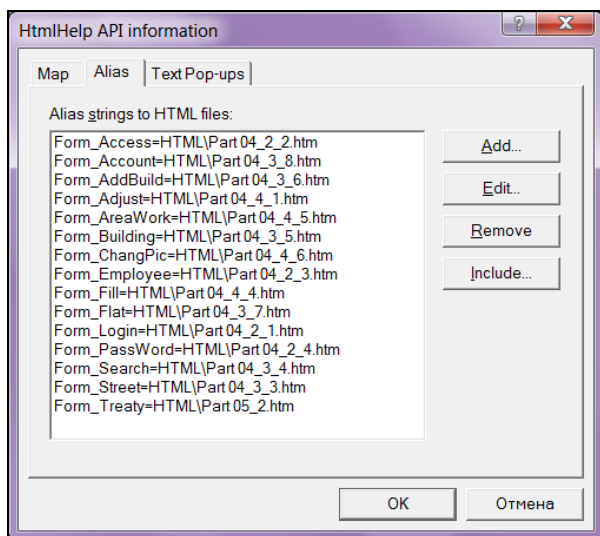 HtmlHelp API information
Map Alias Text Pop-ups
Alias strings to HTML files:
Form_Access=HTML\Part 04_2_2.htm
Form_Account=HTML\Part 04_3_8.htm
Form_AddBuild=HTML\Part 04_3_6.htm
Form_Adjust=HTML\Part 04_4_1.htm
Form_AreaWork=HTML\Part 04_4_5.htm
Form_Building=HTML\Part 04_3_5.htm
Form_ChangPic=HTML\Part 04_4_6.htm
Form_Employee=HTML\Part 04_2_3.htm
Form_Fill=HTML\Part 04_4_4.htm
Form_Flat=HTML\Part 04_3_7.htm
Form_Login=HTML\Part 04_2_1.htm
Form_PassWord=HTML\Part 04_2_4.htm
Form_Search=HTML\Part 04_3_4.htm
Form_Street=HTML\Part 04_3_3.htm
Form_Treaty=HTML\Part 05_2.htm
Add...
Edit...
Remove
Include...
OK Отмена